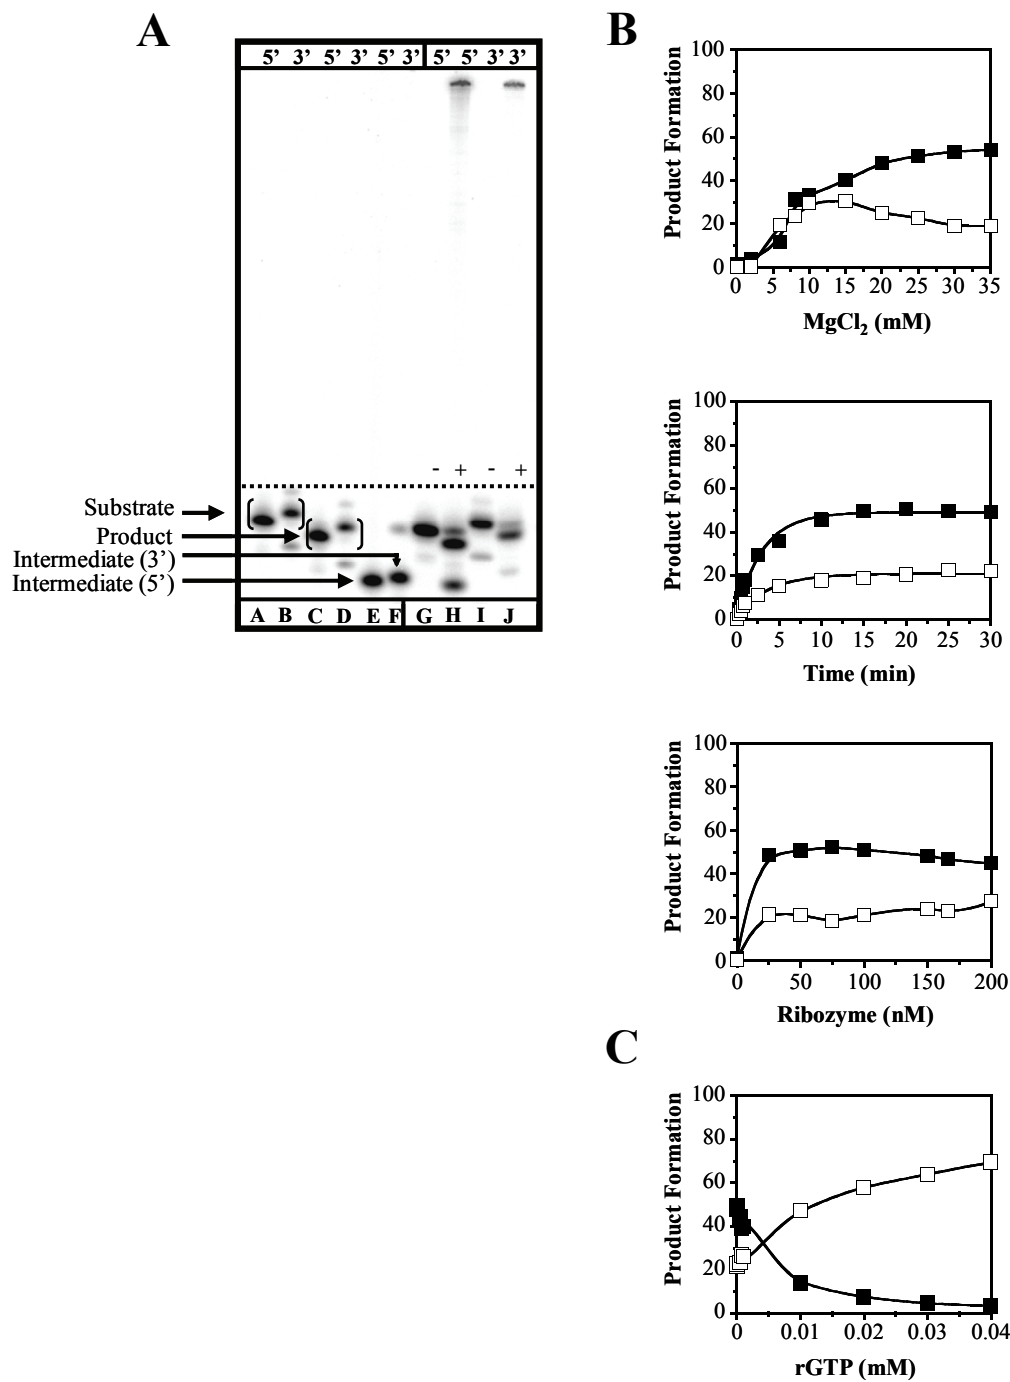 A
5’ 3’ 5’ 3’ 5’ 3’ 5’ 5’ 3’ 3’
- + - +
Substrate
Product
Intermediate (3’)
Intermediate (5’)
A B C D E F G H I J
B
100
80
60
40
20
0
Product Formation
0 5 10 15 20 25 30 35
MgCl2 (mM)
100
80
60
40
20
0
Product Formation
0 5 10 15 20 25 30
Time (min)
100
80
60
40
20
0
Product Formation
0 50 100 150 200
Ribozyme (nM)
C
100
80
60
40
20
0
Product Formation
0 0.01 0.02 0.03 0.04
rGTP (mM)